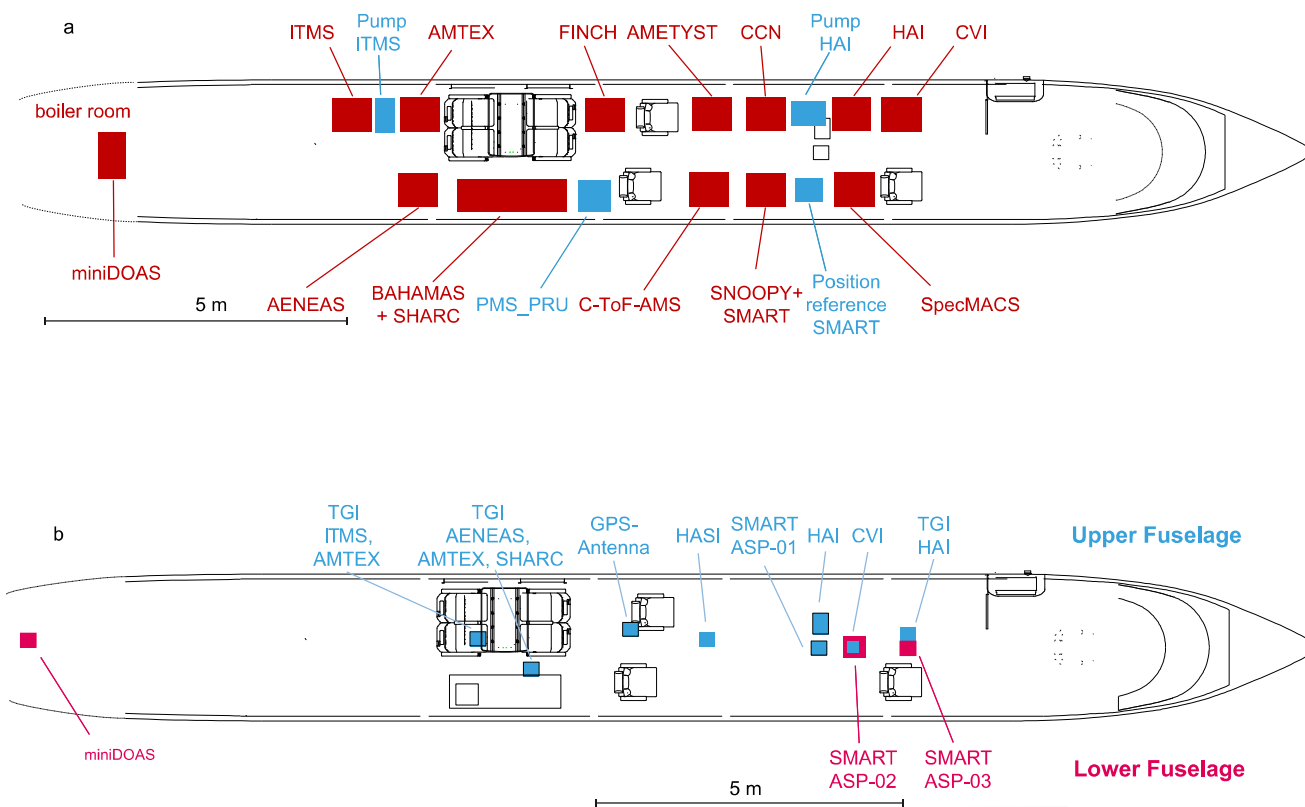 a
ITMS
Pump
ITMS
AMTEX
FINCH
AMETYST
CCN
Pump
HAI
HAI
CVI
boiler room
miniDOAS
AENEAS
BAHAMAS
+ SHARC
PMS_PRU
C-ToF-AMS
SNOOPY+
SMART
Position
reference
SMART
SpecMACS
5 m
b
TGI
ITMS,
AMTEX
TGI
AENEAS,
AMTEX, SHARC
GPS-
Antenna
HASI
SMART
ASP-01
HAI
CVI
TGI
HAI
Upper Fuselage
miniDOAS
SMART
ASP-02
SMART
ASP-03
Lower Fuselage
5 m